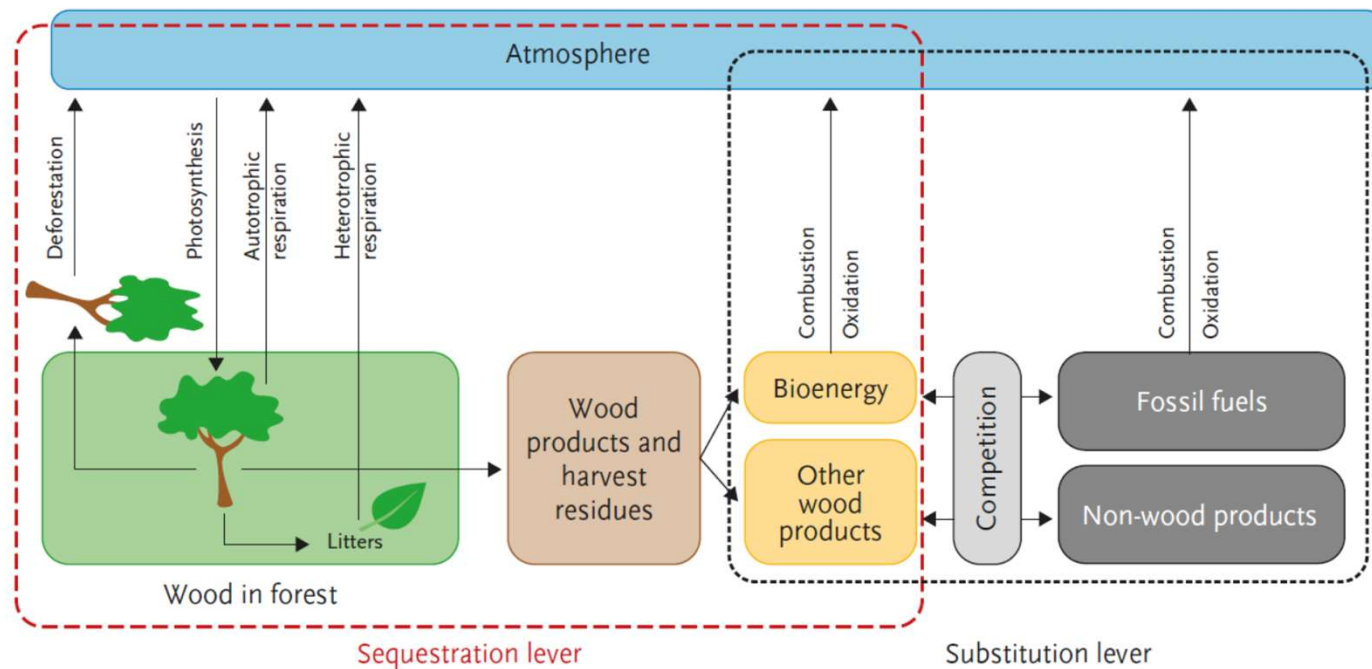 Atmosphere
Deforestation
Photosynthesis
Autotrophic
respiration
Heterotrophic
respiration
Combustion
Oxidation
Combustion
Oxidation
Wood
products and
harvest
residues
Bioenergy
Other
wood
products
Competition
Fossil fuels
Non-wood products
Litters
Wood in forest
Sequestration lever
Substitution lever